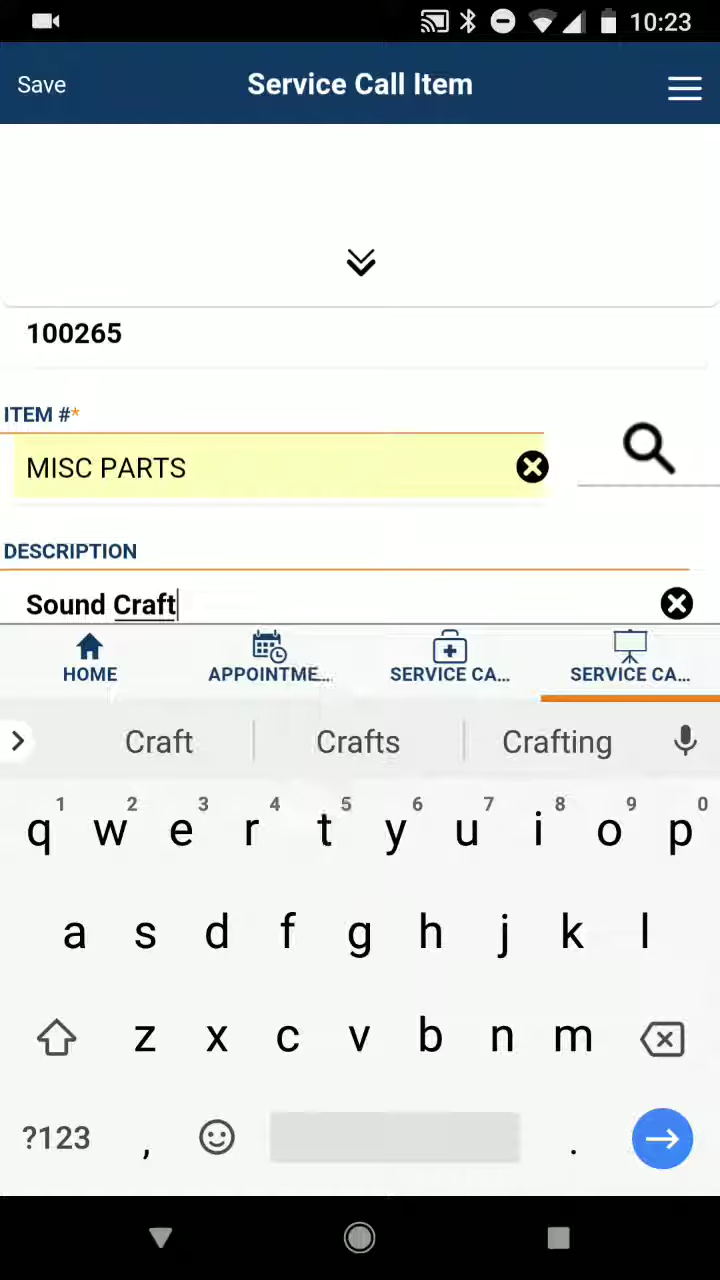 10:23
Save Service Call Item
100265
ITEM #*
MISC PARTS
DESCRIPTION
Sound Craft
HOME APPOINTME... SERVICE CA... SERVICE CA...
Craft Crafts Crafting
1 2 3 4 5 6 7 8 9 0
q w e r t y u i o p
a s d f g h j k l
z x c v b n m
?123 , .